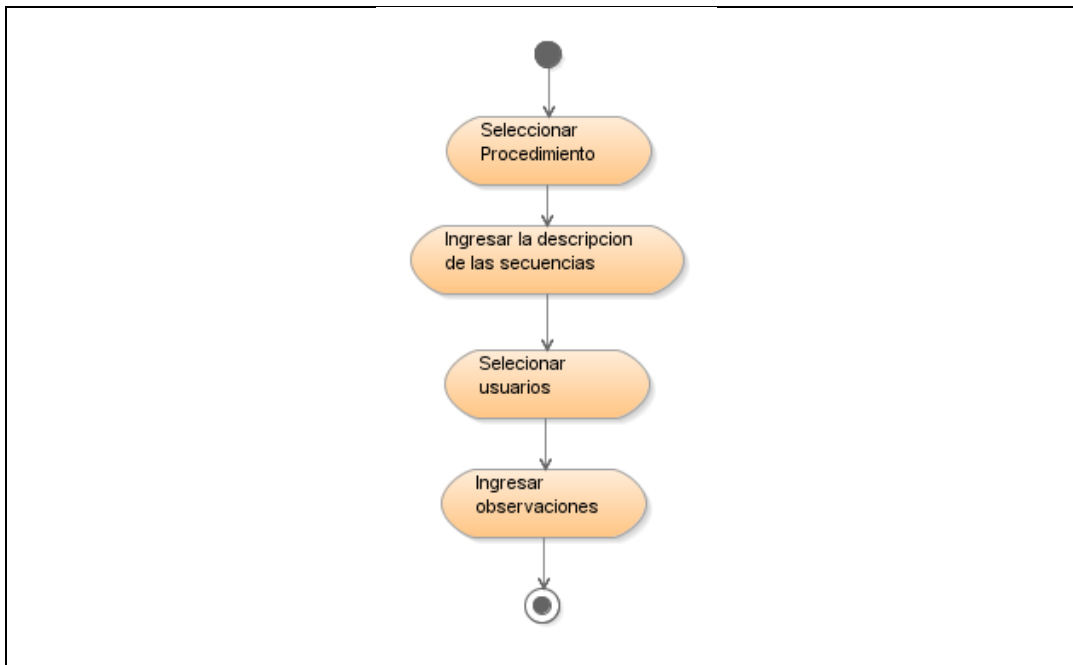 Seleccionar
Procedimiento
Ingresar la descripcion
de las secuencias
Selecionar
usuarios
Ingresar
observaciones